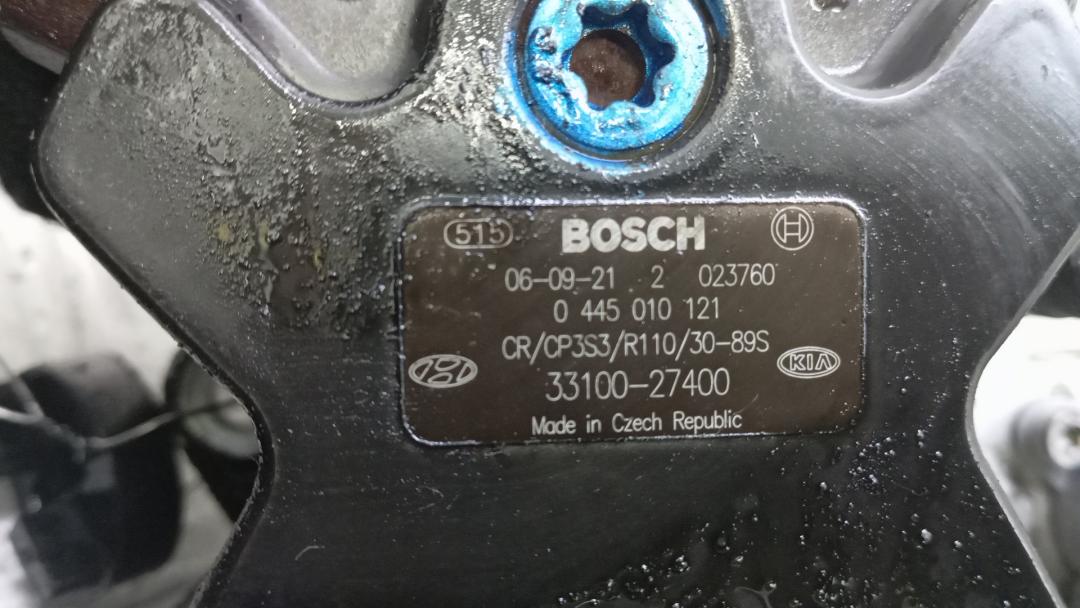 515 BOSCH H
06-09-21 2 023760
0 445 010 121
CR/CP3S3/R110/30-89S
KIA
33100-27400
Made in Czech Republic